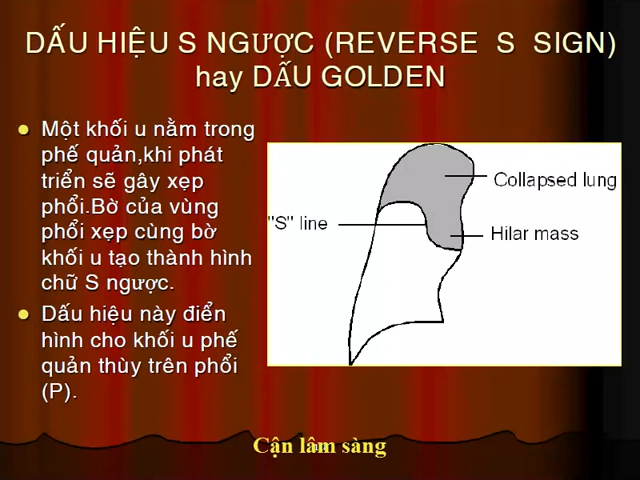 DẤU HIỆU S NGƯỢC (REVERSE S SIGN)
hay DẤU GOLDEN
Một khối u nằm trong
phế quản,khi phát
triển sẽ gây xẹp
phổi.Bờ của vùng
phổi xẹp cùng bờ
khối u tạo thành hình
chữ S ngược.
Dấu hiệu này điển
hình cho khối u phế
quản thùy trên phổi
(P).
Collapsed lung
"S" line
Hilar mass
Cận lâm sàng